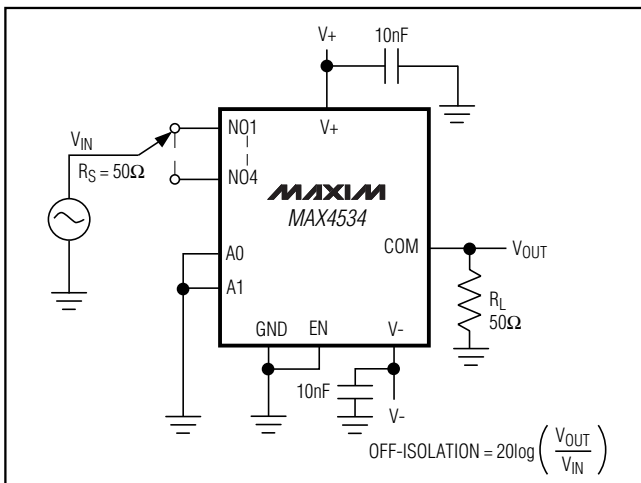 V+
10nF
V+
NO1
VIN
RS = 50Ω
NO4
MAXIM
MAX4534
COM
VOUT
A0
A1
RL
50Ω
GND
EN
V-
10nF
V-
OFF-ISOLATION = 20log(VOUT/VIN)